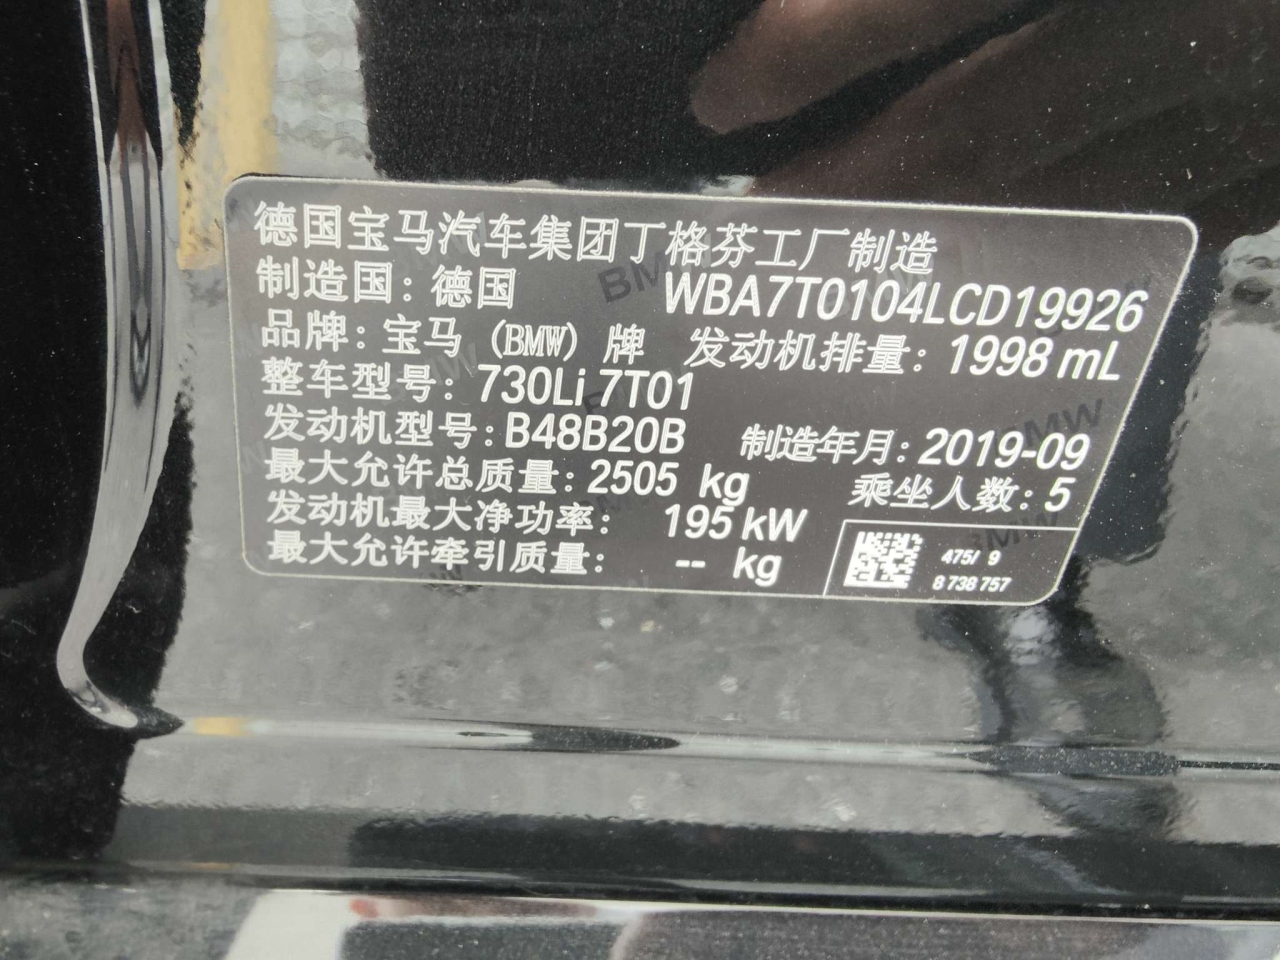 德国宝马汽车集团丁格芬工厂制造
制造国：德国 WBA7T0104LCD19926
品牌：宝马（BMW）牌 发动机排量：1998 mL
整车型号：730Li 7T01
发动机型号：B48B20B 制造年月：2019-09
最大允许总质量：2505 kg 乘坐人数：5
发动机最大净功率： 195 kW
最大允许牵引质量： -- kg
475/ 9
8 738 757